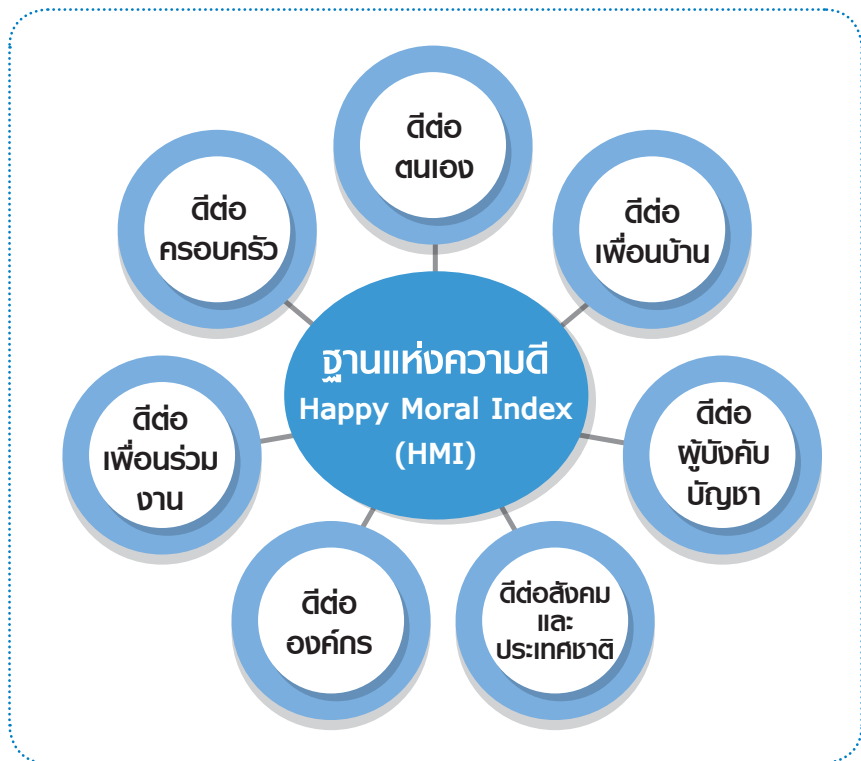 ดีต่อ
ตนเอง
ดีต่อ
เพื่อนบ้าน
ดีต่อ
ผู้บังคับ
บัญชา
ดีต่อสังคม
และ
ประเทศชาติ
ดีต่อ
องค์กร
ดีต่อ
เพื่อนร่วม
งาน
ดีต่อ
ครอบครัว
ฐานแห่งความดี
Happy Moral Index
(HMI)